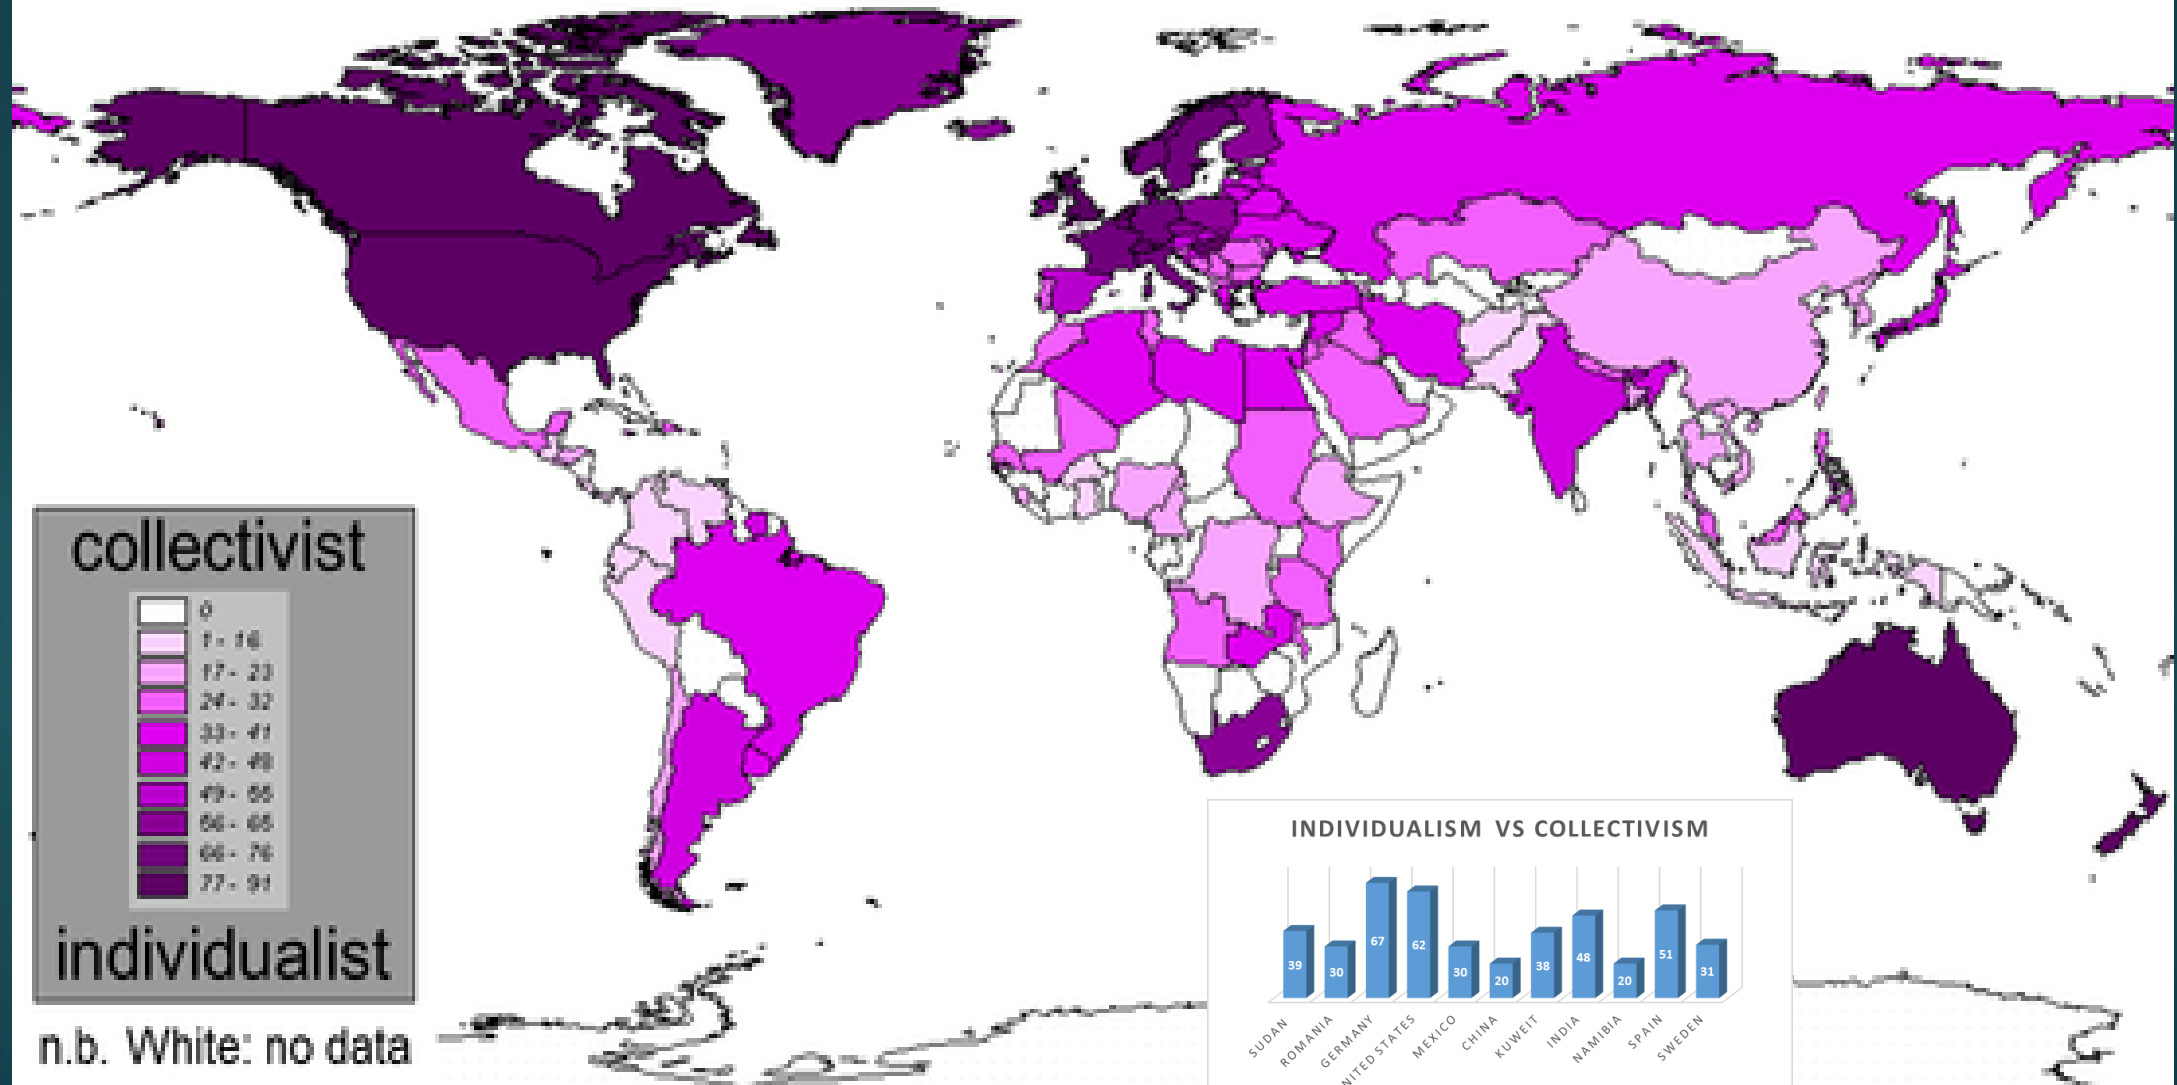 collectivist
0
1 - 16
17 - 23
24 - 32
33 - 41
42 - 48
49 - 55
56 - 65
66 - 76
77 - 91
individualist
n.b. White: no data
INDIVIDUALISM VS COLLECTIVISM
39
30
67
62
30
20
38
48
20
51
31
SUDAN
ROMANIA
GERMANY
NITED STATES
MEXICO
CHINA
KUWEIT
INDIA
NAMIBIA
SPAIN
SWEDEN